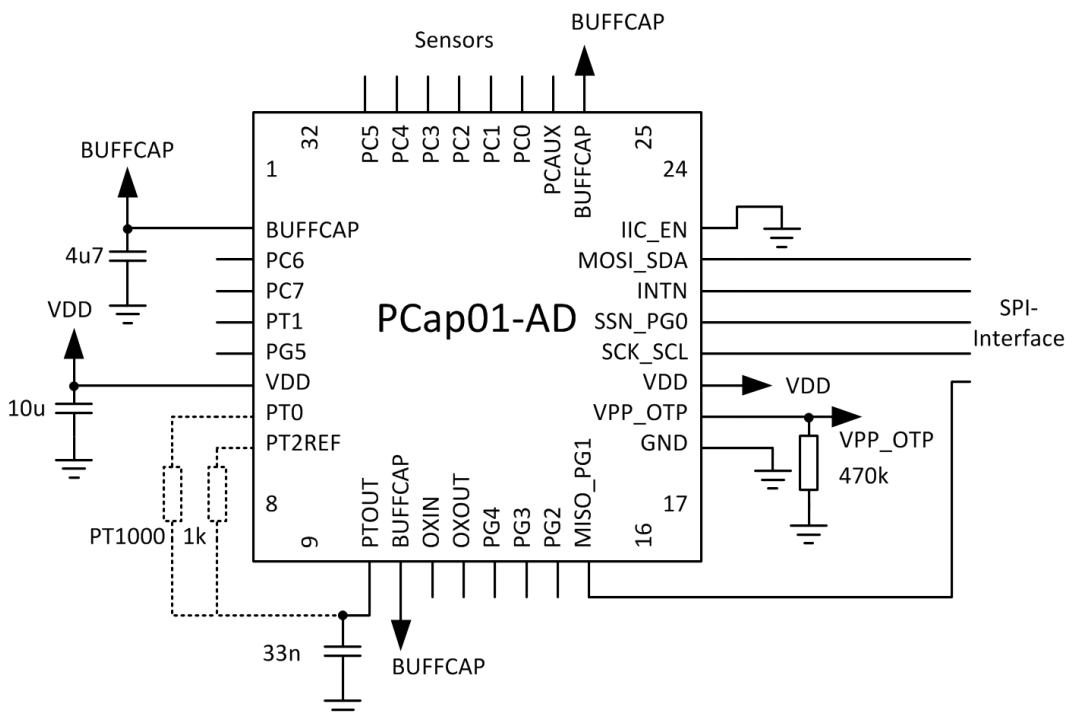 BUFFCAP
Sensors
PC5
PC4
PC3
PC2
PC1
PC0
PCAUX
BUFFCAP
32
25
1
24
BUFFCAP
BUFFCAP
IIC_EN
4u7
PC6
MOSI_SDA
PC7
INTN
VDD
PT1
PCap01-AD
SSN_PG0
SPI-
Interface
PG5
SCK_SCL
VDD
VDD
VDD
10u
PT0
VPP_OTP
PT2REF
GND
VPP_OTP
470k
8
17
PT1000
1k
9
16
PTOUT
BUFFCAP
OXIN
OXOUT
PG4
PG3
PG2
MISO_PG1
33n
BUFFCAP